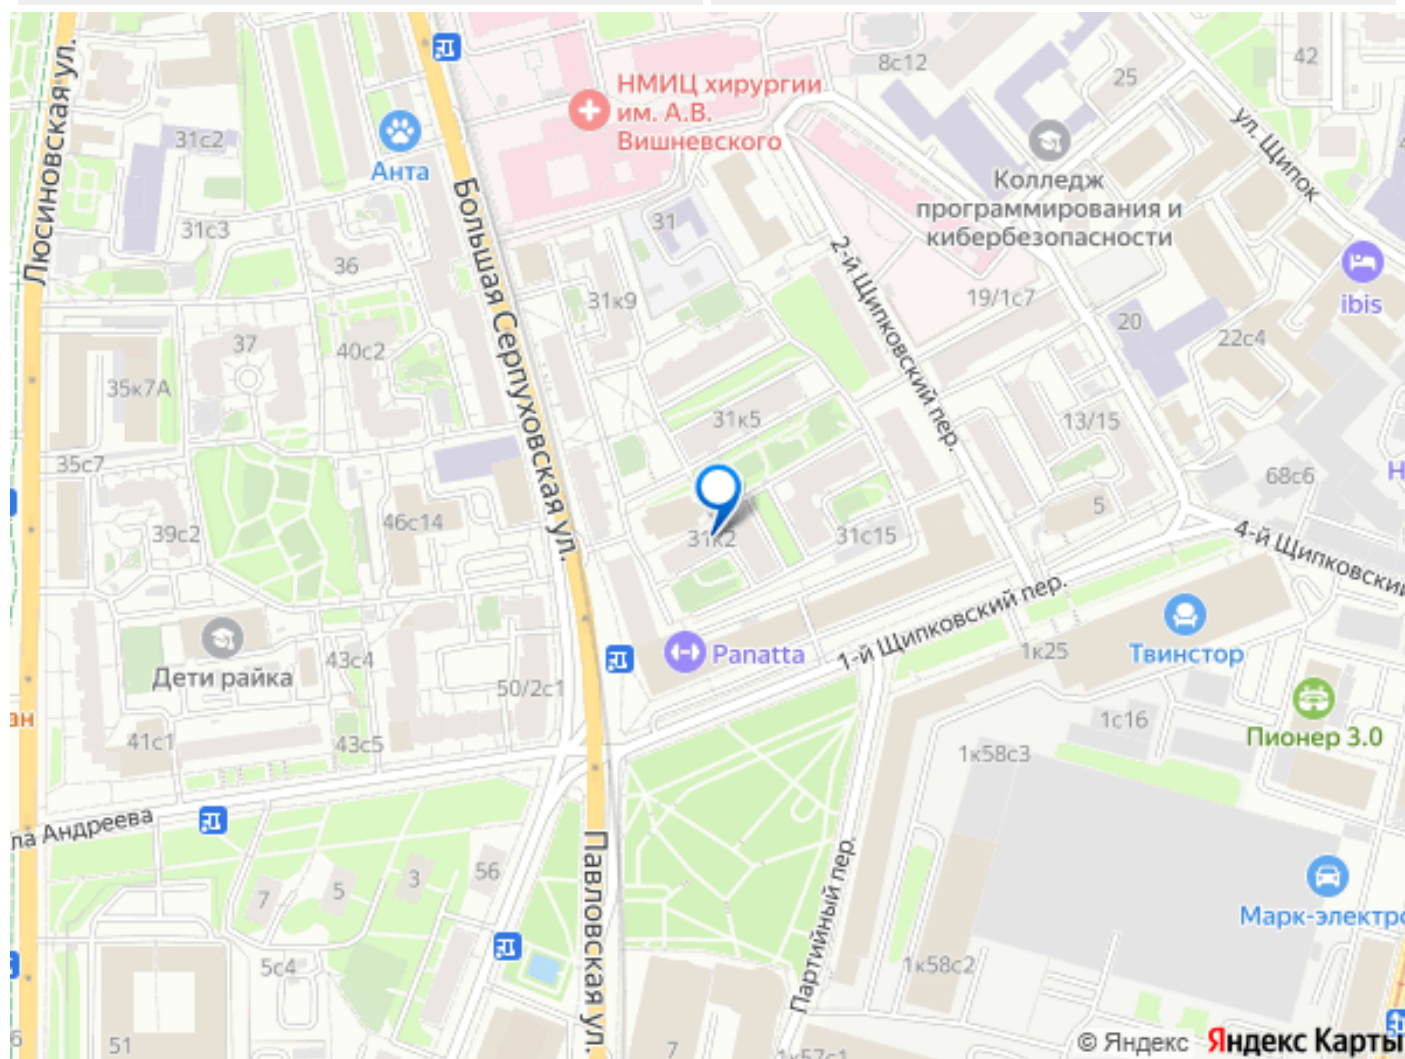 Люсиновская ул.
31с2
Анта
31с3
36
37
40с2
35к7А
35с7
39с2
46с14
Дети райка
43с4
50/2с1
41с1
43с5
ан
ла Андреева
7
5
3
56
5с4
51
6
Большая Серпуховская ул.
Павловская ул.
НМИЦ хирургии
им. А.В.
Вишневского
8с12
25
42
ул. Щипок
Колледж
программирования и
кибербезопасности
31
31к9
2-й Щипковский пер.
19/1с7
20
22с4
ibis
31к5
13/15
68с6
Н
5
31к2
31с15
4-й Щипковский
1-й Щипковский пер.
Panatta
1к25
Твинстор
1с16
Пионер 3.0
1к58с3
Партийный пер.
Марк-электро
1к58с2
7
1к57с1
© Яндекс Яндекс Карты